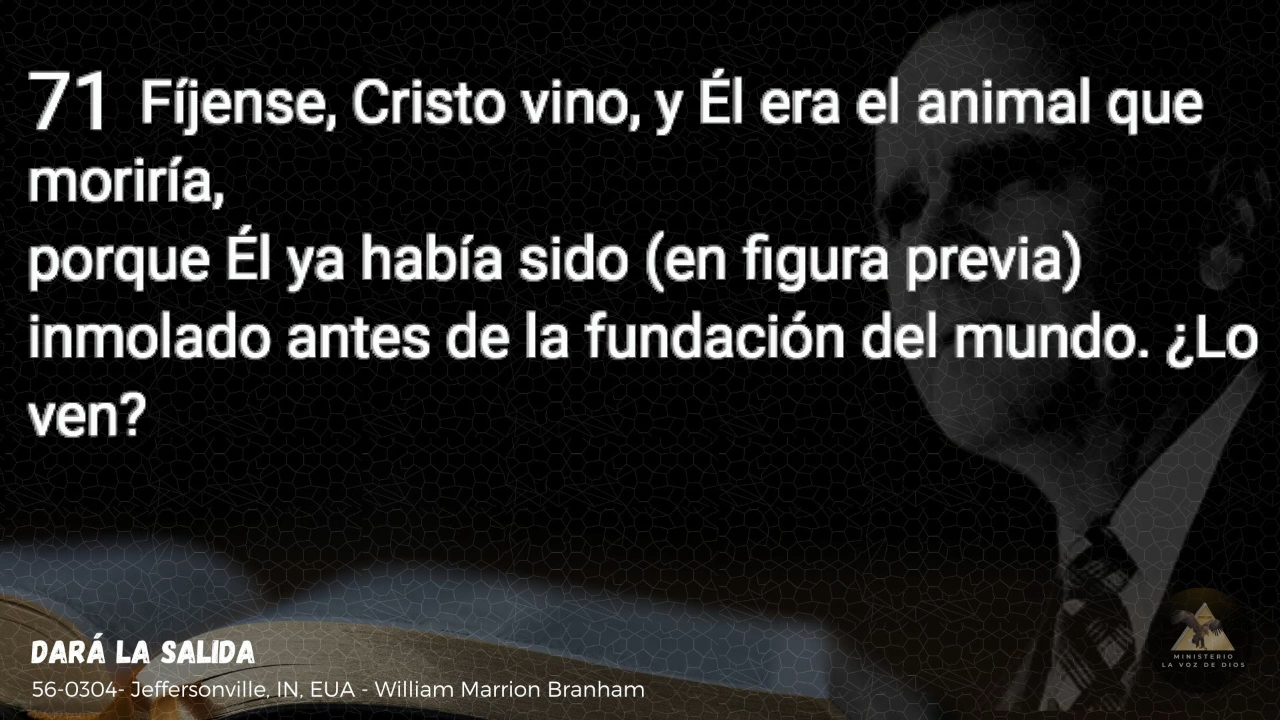 71 Fíjense, Cristo vino, y Él era el animal que
moriría,
porque Él ya había sido (en figura previa)
inmolado antes de la fundación del mundo. ¿Lo
ven?
DARÁ LA SALIDA
56-0304- Jeffersonville, IN, EUA - William Marrion Branham
MINISTERIO
LA VOZ DE DIOS